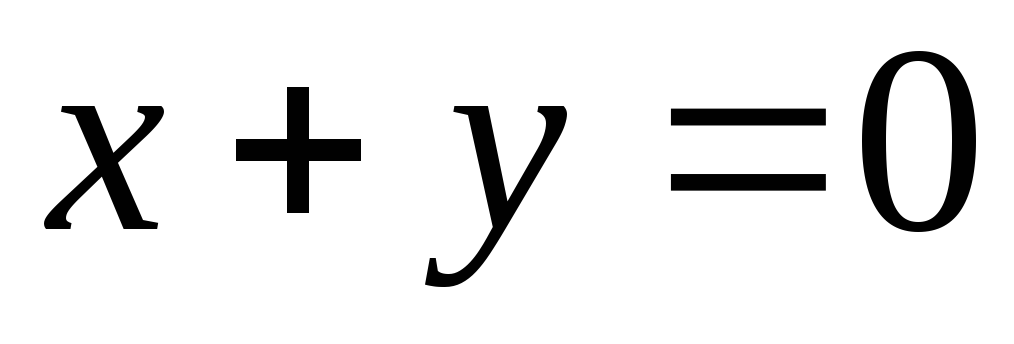 x + y =0